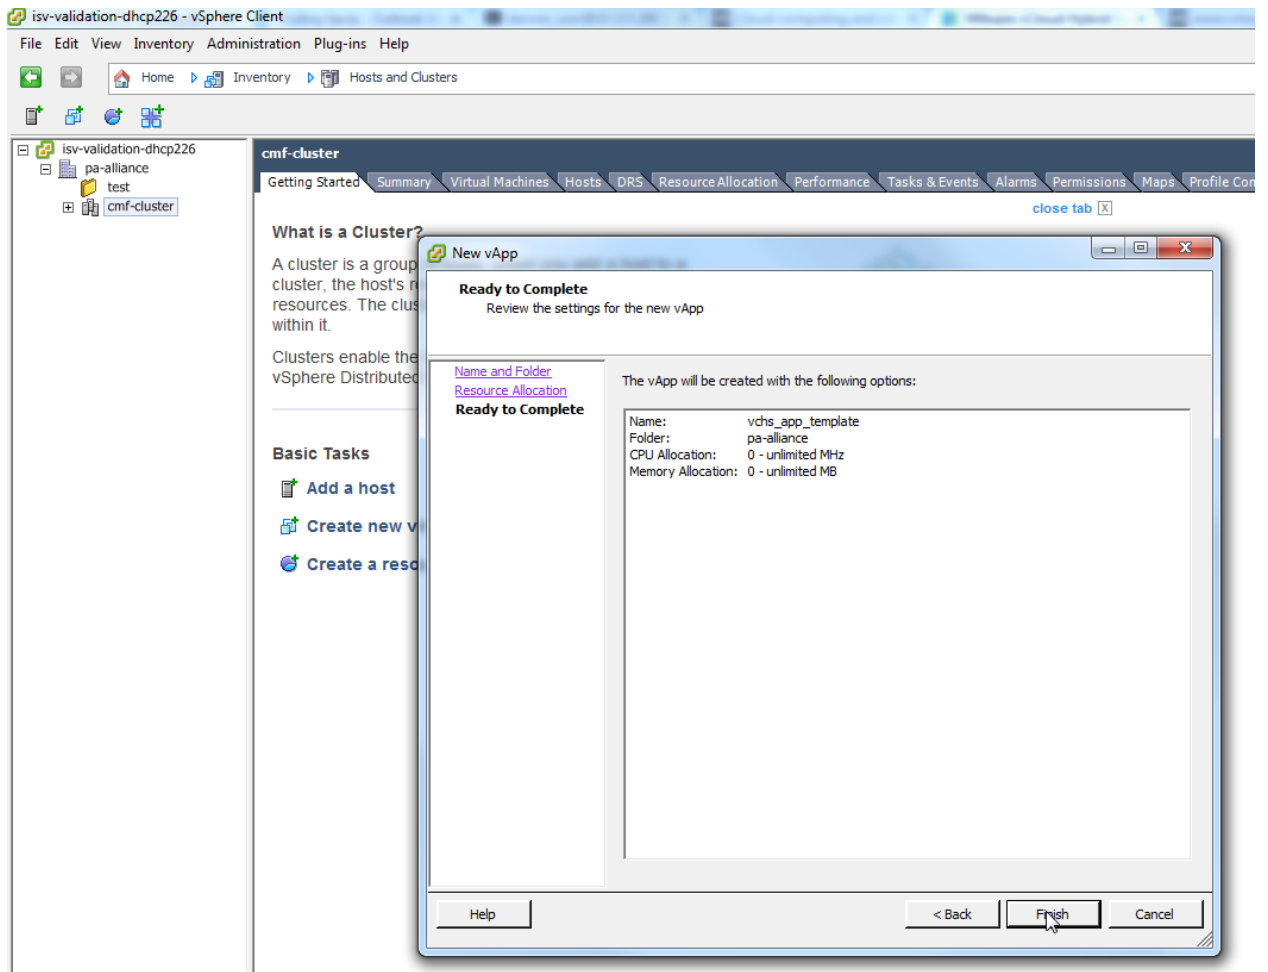 isv-validation-dhcp226 - vSphere Client
File Edit View Inventory Administration Plug-ins Help
Home Inventory Hosts and Clusters
isv-validation-dhcp226
pa-alliance
test
cmf-cluster
cmf-cluster
Getting Started Summary Virtual Machines Hosts DRS Resource Allocation Performance Tasks & Events Alarms Permissions Maps Profile Com
close tab X
What is a Cluster?
A cluster is a group
cluster, the host's
resources. The clus
within it.
Clusters enable the
vSphere Distributed
Basic Tasks
Add a host
Create new
Create a reso
New vApp
Ready to Complete
Review the settings for the new vApp
Name and Folder
Resource Allocation
Ready to Complete
The vApp will be created with the following options:
Name: vchs_app_template
Folder: pa-alliance
CPU Allocation: 0 - unlimited MHz
Memory Allocation: 0 - unlimited MB
Help < Back Finish Cancel